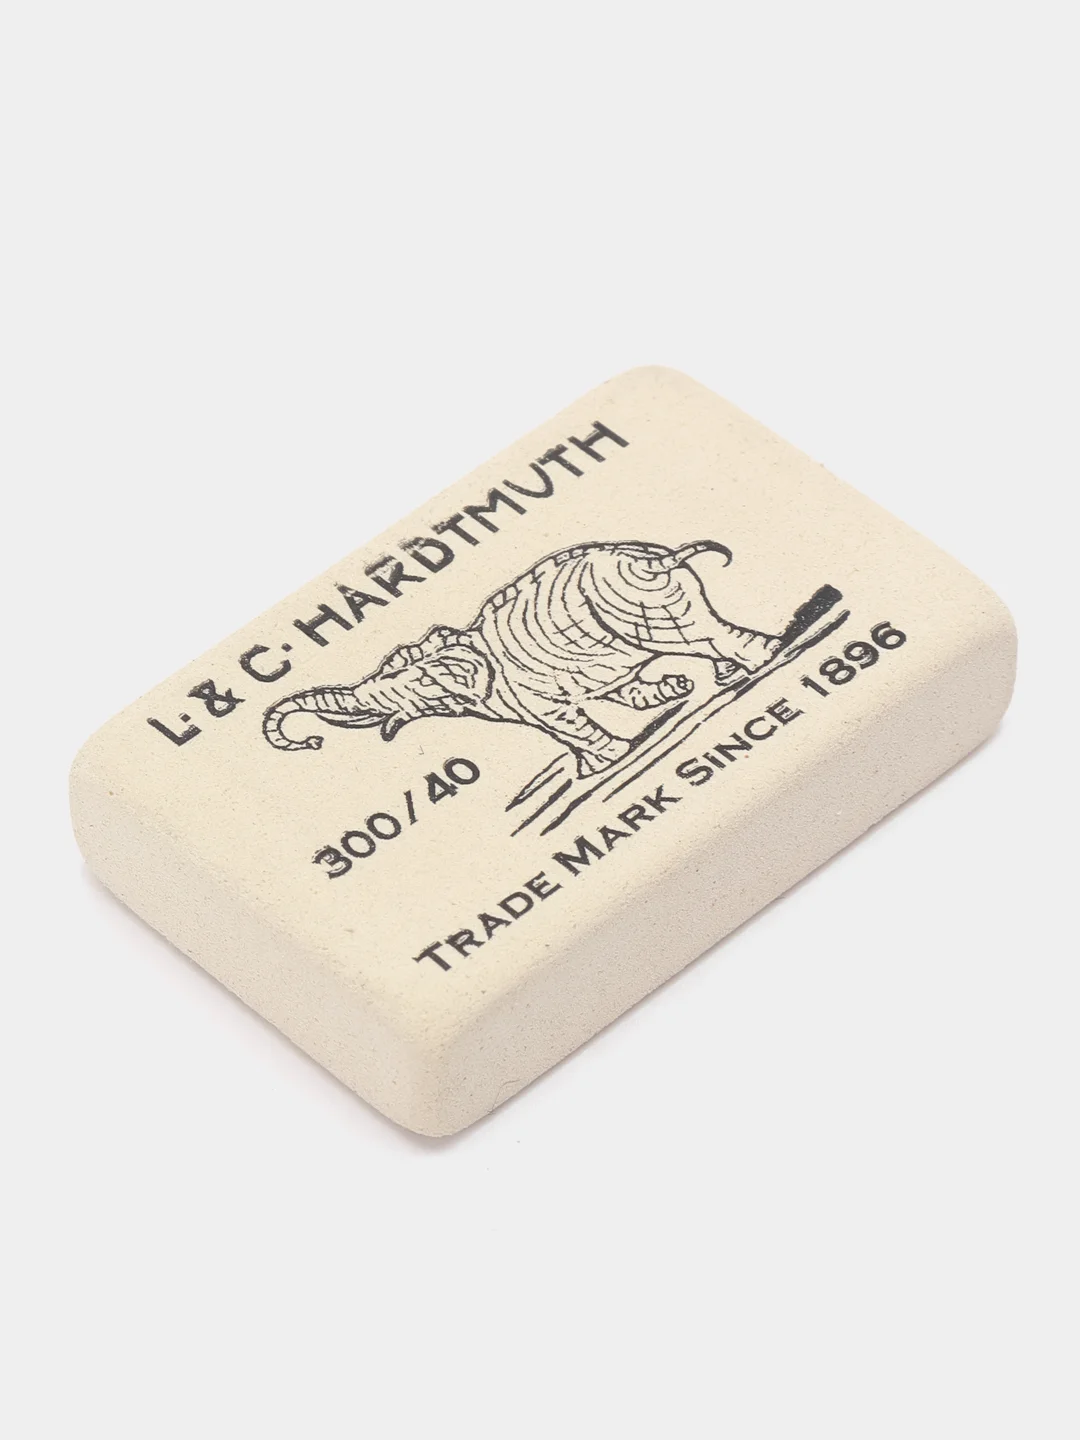 L. & C. HARDTMUTH
300/40
TRADE MARK SINCE 1896